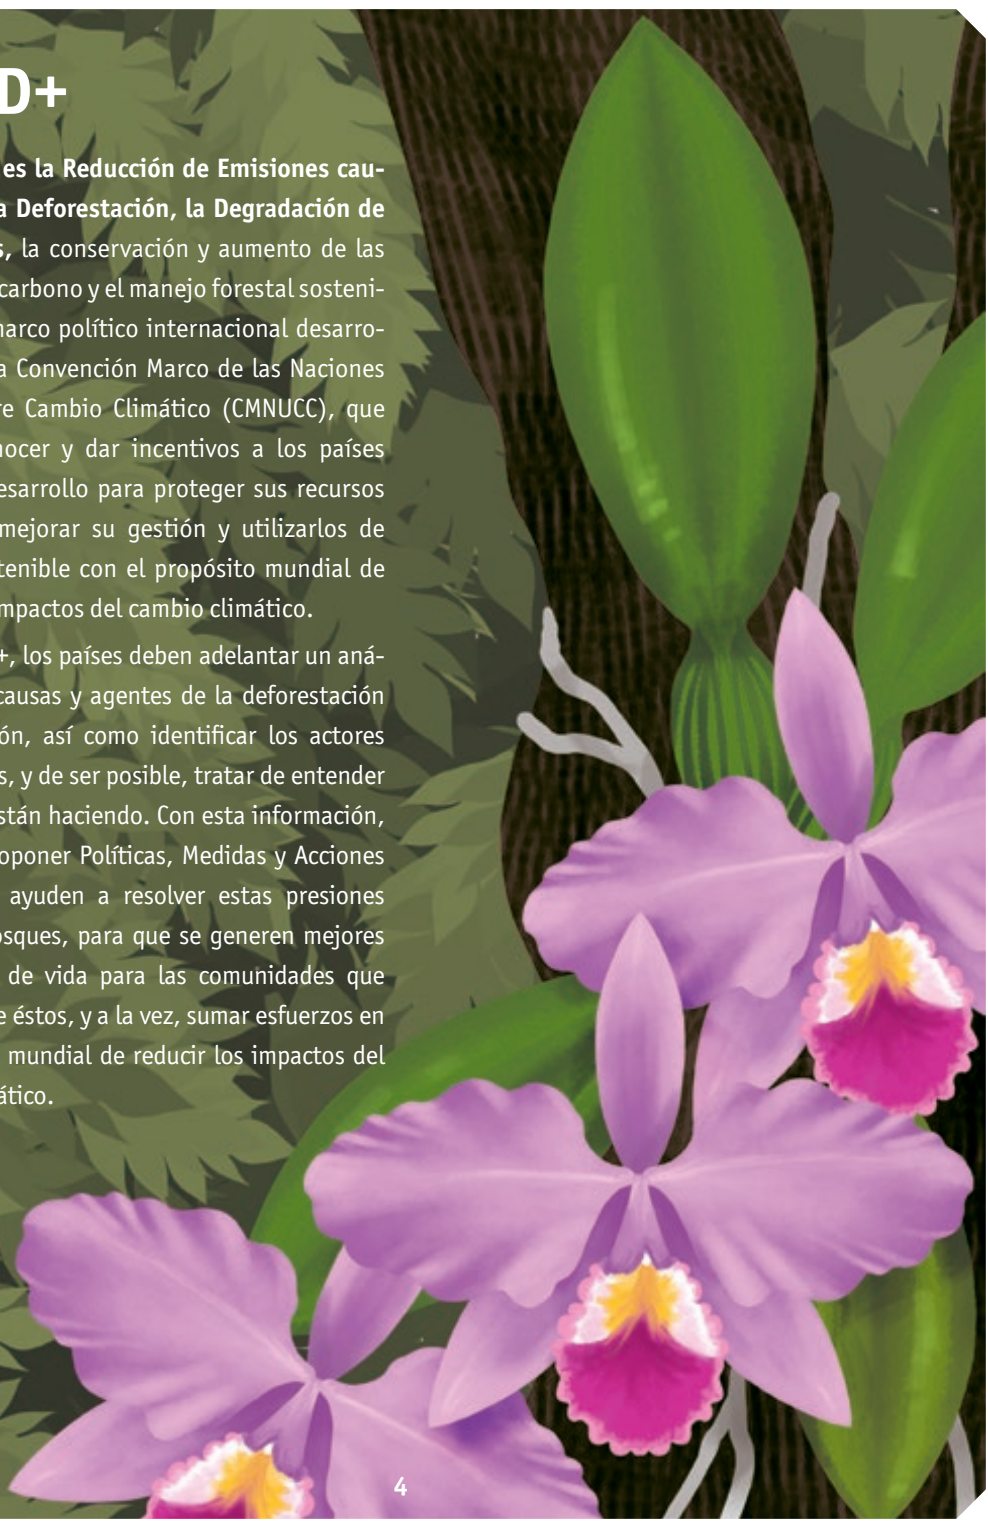 D+
es la Reducción de Emisiones cau-
a Deforestación, la Degradación de
s, la conservación y aumento de las
carbono y el manejo forestal sosteni-
marco político internacional desarro-
a Convención Marco de las Naciones
re Cambio Climático (CMNUCC), que
nocer y dar incentivos a los países
esarrollo para proteger sus recursos
mejorar su gestión y utilizarlos de
tenible con el propósito mundial de
impactos del cambio climático.
+, los países deben adelantar un aná-
causas y agentes de la deforestación
ón, así como identificar los actores
s, y de ser posible, tratar de entender
stán haciendo. Con esta información,
oponer Políticas, Medidas y Acciones
ayuden a resolver estas presiones
osques, para que se generen mejores
de vida para las comunidades que
e éstos, y a la vez, sumar esfuerzos en
mundial de reducir los impactos del
ático.
4